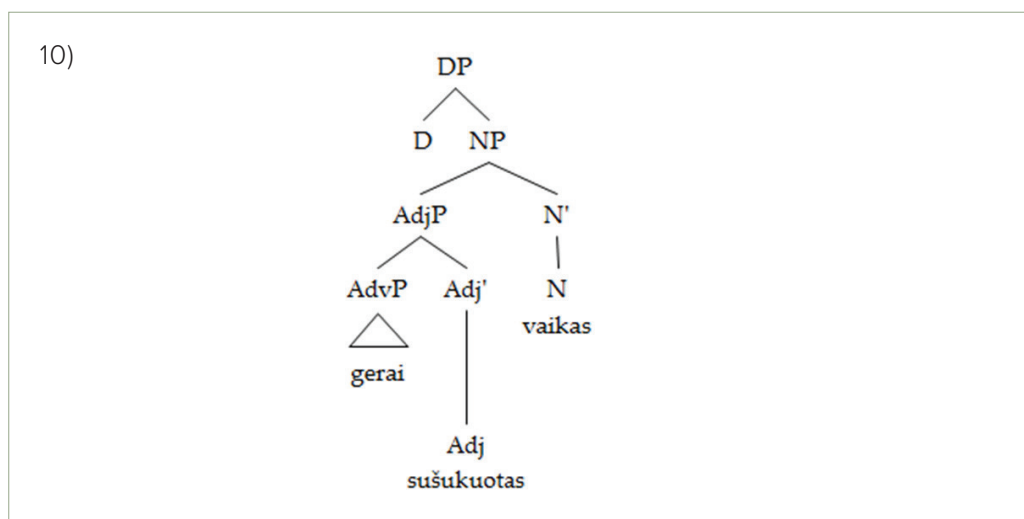 10)
DP
D NP
AdjP N'
AdvP Adj' N
vaikas
gerai
Adj
sušukuotas